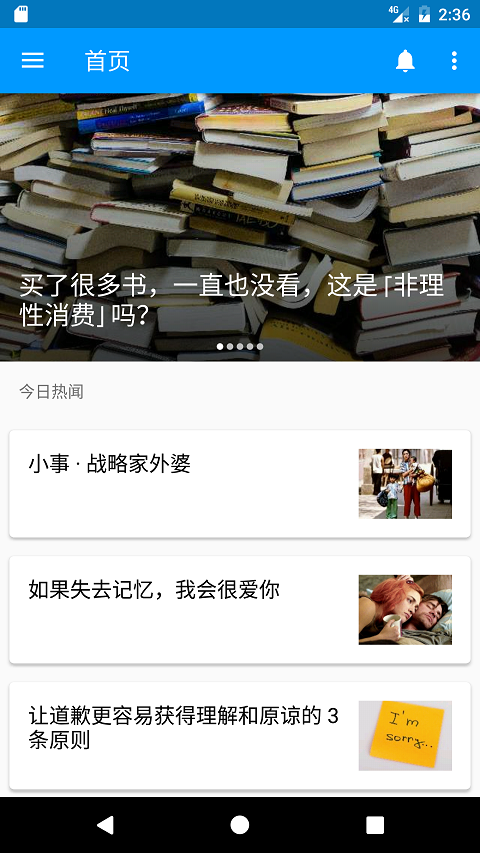 4G 2:36
首页
买了很多书，一直也没看，这是「非理
性消费」吗？
今日热闻
小事 · 战略家外婆
如果失去记忆，我会很爱你
让道歉更容易获得理解和原谅的 3
条原则
I'm
sorry..